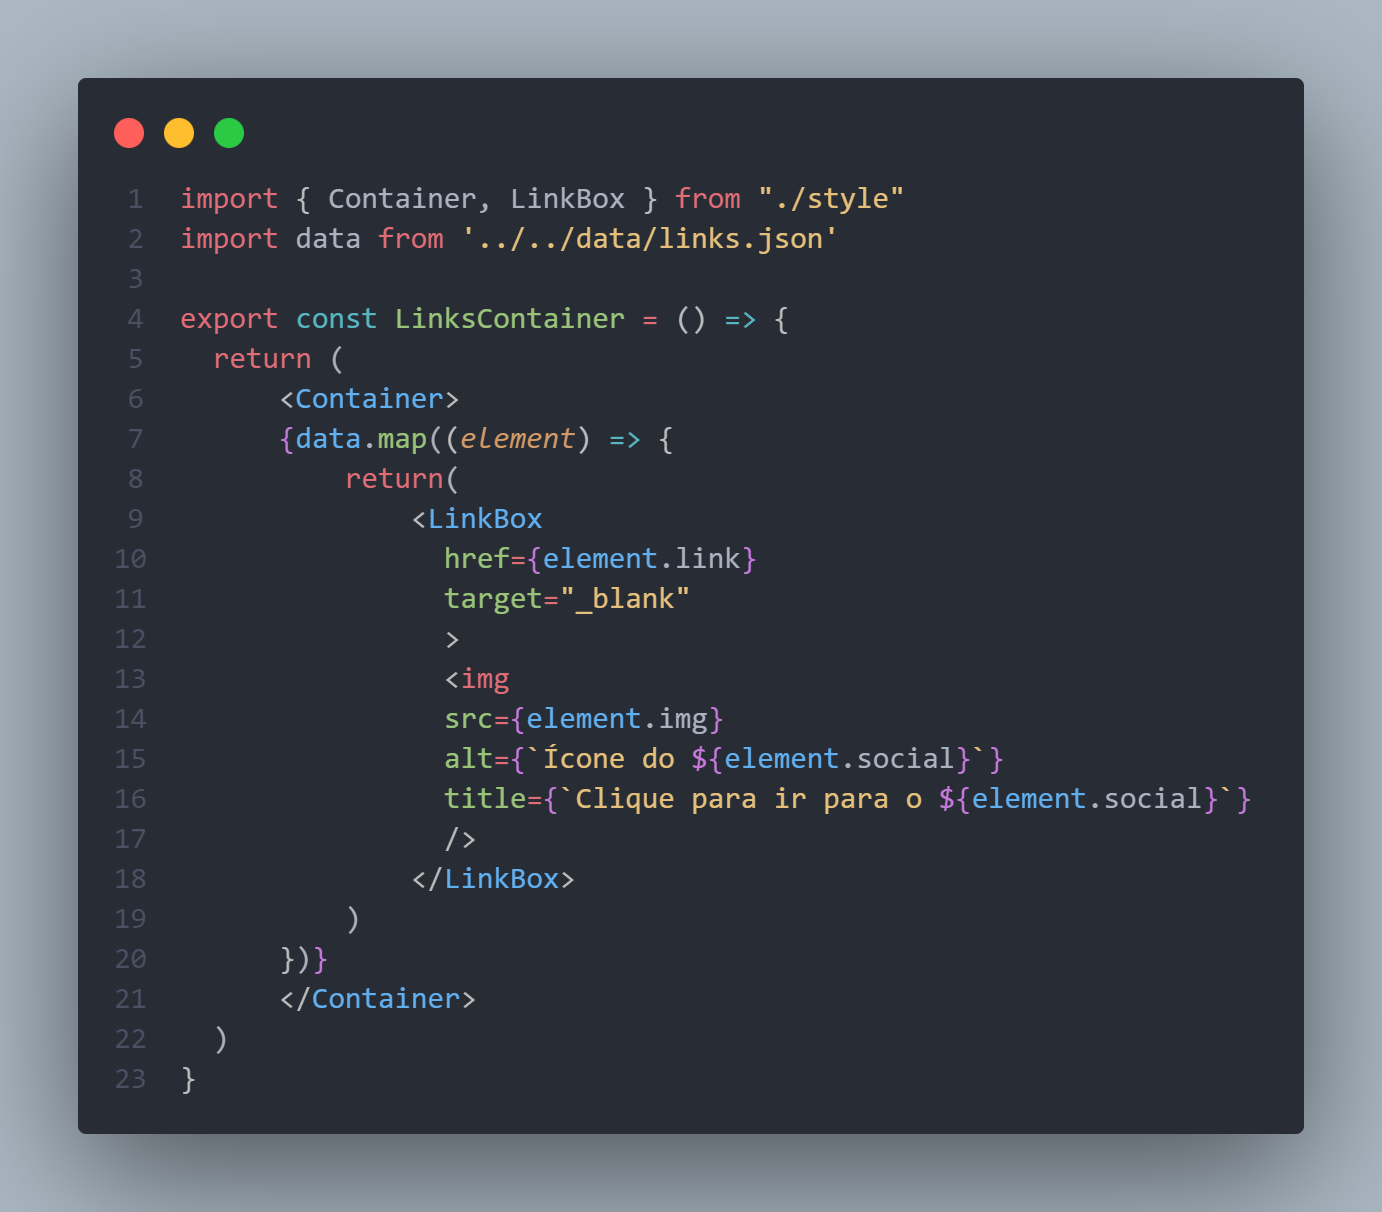 1 import { Container, LinkBox } from "./style"
2 import data from '../../data/links.json'
3
4 export const LinksContainer = () => {
5   return (
6       <Container>
7       {data.map((element) => {
8           return(
9               <LinkBox
10                href={element.link}
11                target="_blank"
12                >
13                <img
14                src={element.img}
15                alt={`Ícone do ${element.social}`}
16                title={`Clique para ir para o ${element.social}`}
17                />
18              </LinkBox>
19          )
20      })}
21      </Container>
22  )
23 }